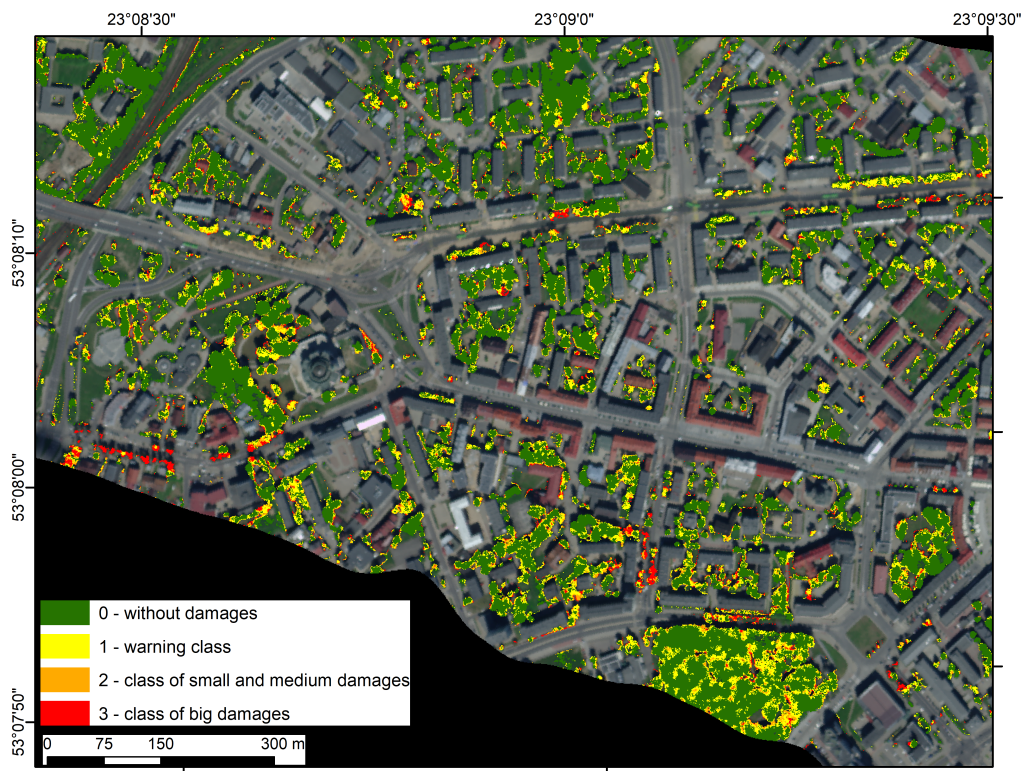 23°08'30" 23°09'0" 23°09'30"
53°08'10"
53°08'00"
53°07'50"
0 - without damages
1 - warning class
2 - class of small and medium damages
3 - class of big damages
0 75 150 300 m